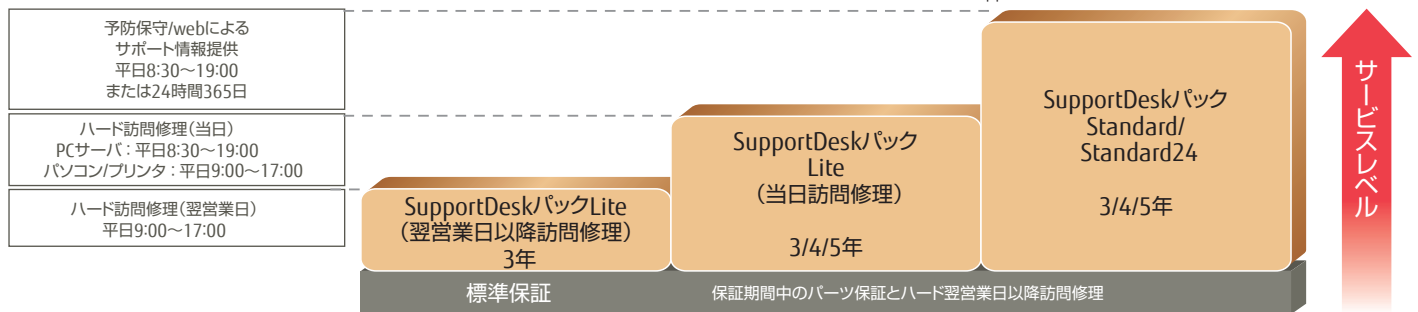 予防保守/webによる
サポート情報提供
平日8:30～19:00
または24時間365日
ハード訪問修理(当日)
PCサーバ：平日8:30～19:00
パソコン/プリンタ：平日9:00～17:00
ハード訪問修理(翌営業日)
平日9:00～17:00
SupportDeskパックLite
(翌営業日以降訪問修理)
3年
SupportDeskパック
Lite
(当日訪問修理)
3/4/5年
SupportDeskパック
Standard/
Standard24
3/4/5年
サービスレベル
標準保証
保証期間中のパーツ保証とハード翌営業日以降訪問修理